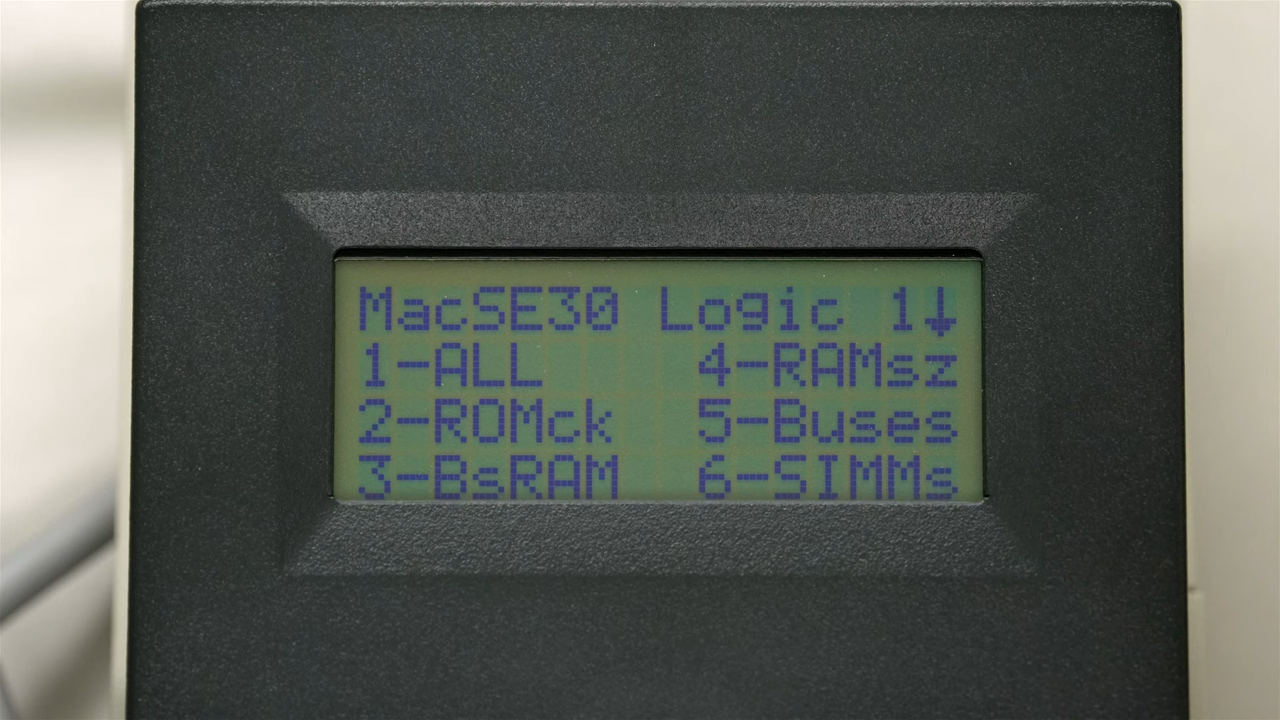 MacSE30 Logic 1↓
1-ALL 4-RAMsz
2-ROMck 5-Buses
3-BsRAM 6-SIMMs